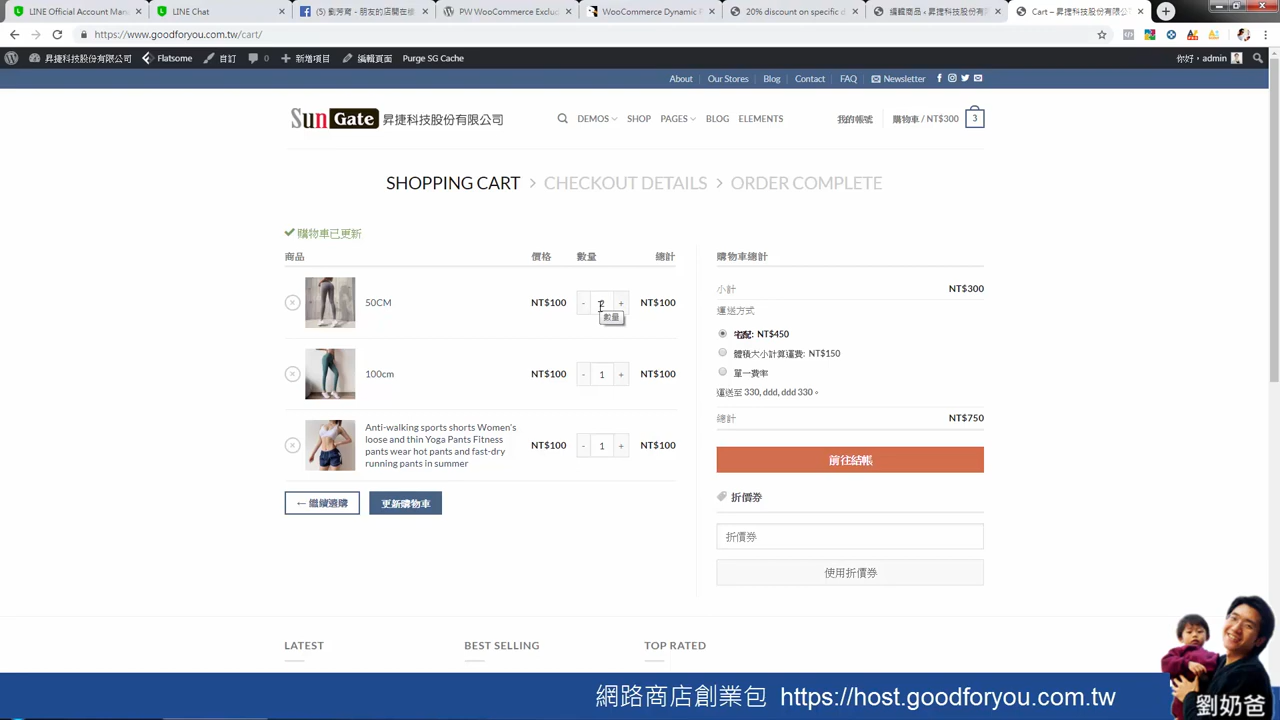 LINE Official Account Mana
LINE Chat
(5) 劉芳寬 - 朋友的店開在線
PW WooCommerce Exclud
WooCommerce Dynamic P
20% discount on specific d
編輯商品 ‹ 昇捷科技股份有限
Cart – 昇捷科技股份有限公司
https://www.goodforyou.com.tw/cart/
昇捷科技股份有限公司 Flatsome 自訂 0 新增項目 編輯頁面 Purge SG Cache 你好，admin
About Our Stores Blog Contact FAQ Newsletter
Sun Gate 昇捷科技股份有限公司 DEMOS SHOP PAGES BLOG ELEMENTS 我的帳號 購物車 / NT$300 3
SHOPPING CART > CHECKOUT DETAILS > ORDER COMPLETE
購物車已更新
商品 價格 數量 總計
50CM NT$100 - 2 + NT$100
數量
100cm NT$100 - 1 + NT$100
Anti-walking sports shorts Women's
loose and thin Yoga Pants Fitness
pants wear hot pants and fast-dry
running pants in summer
NT$100 - 1 + NT$100
← 繼續選購 更新購物車
購物車總計
小計 NT$300
運送方式
宅配: NT$450
體積大小計算運費: NT$150
單一費率
運送至 330, ddd, ddd 330。
總計 NT$750
前往結帳
折價券
折價券
使用折價券
LATEST BEST SELLING TOP RATED
網路商店創業包 https://host.goodforyou.com.tw
劉奶爸